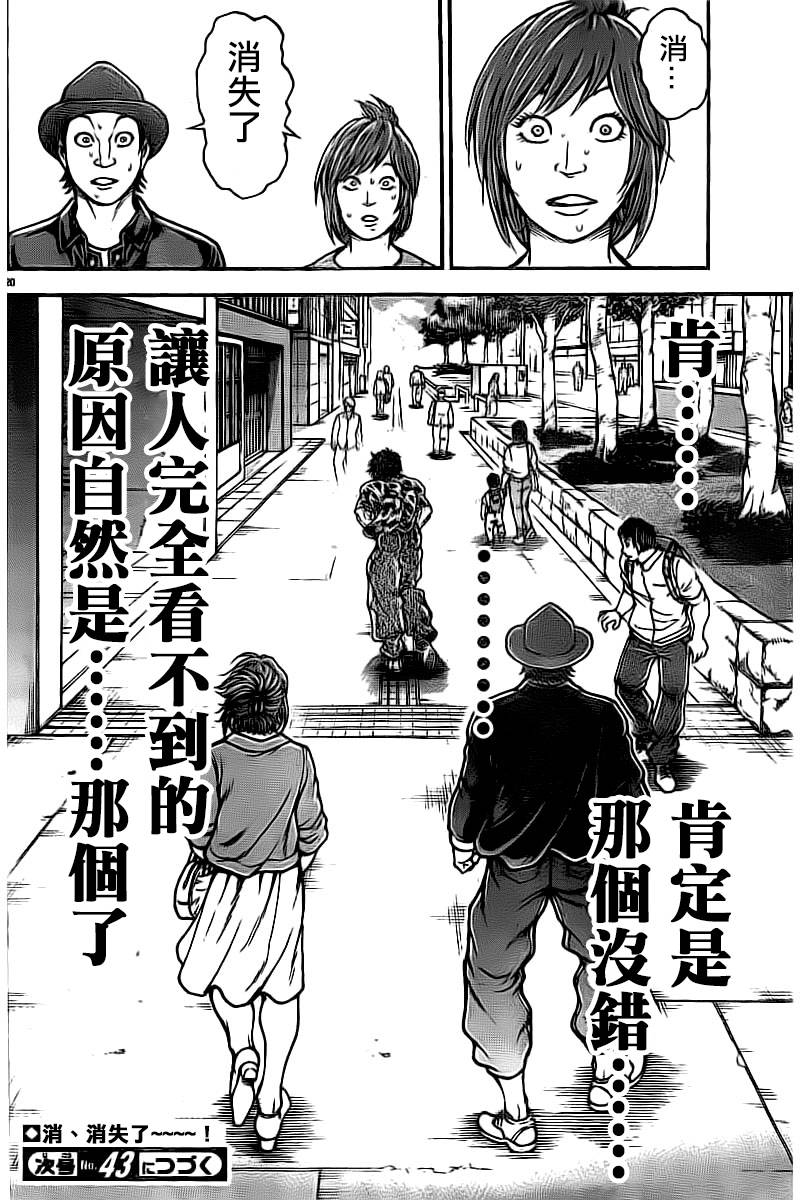 消…
消失了
20
肯……
………
肯定是
那個沒錯……
讓人完全看不到的
原因自然是……那個了
消、消失了~~~~!
次号No.43につづく